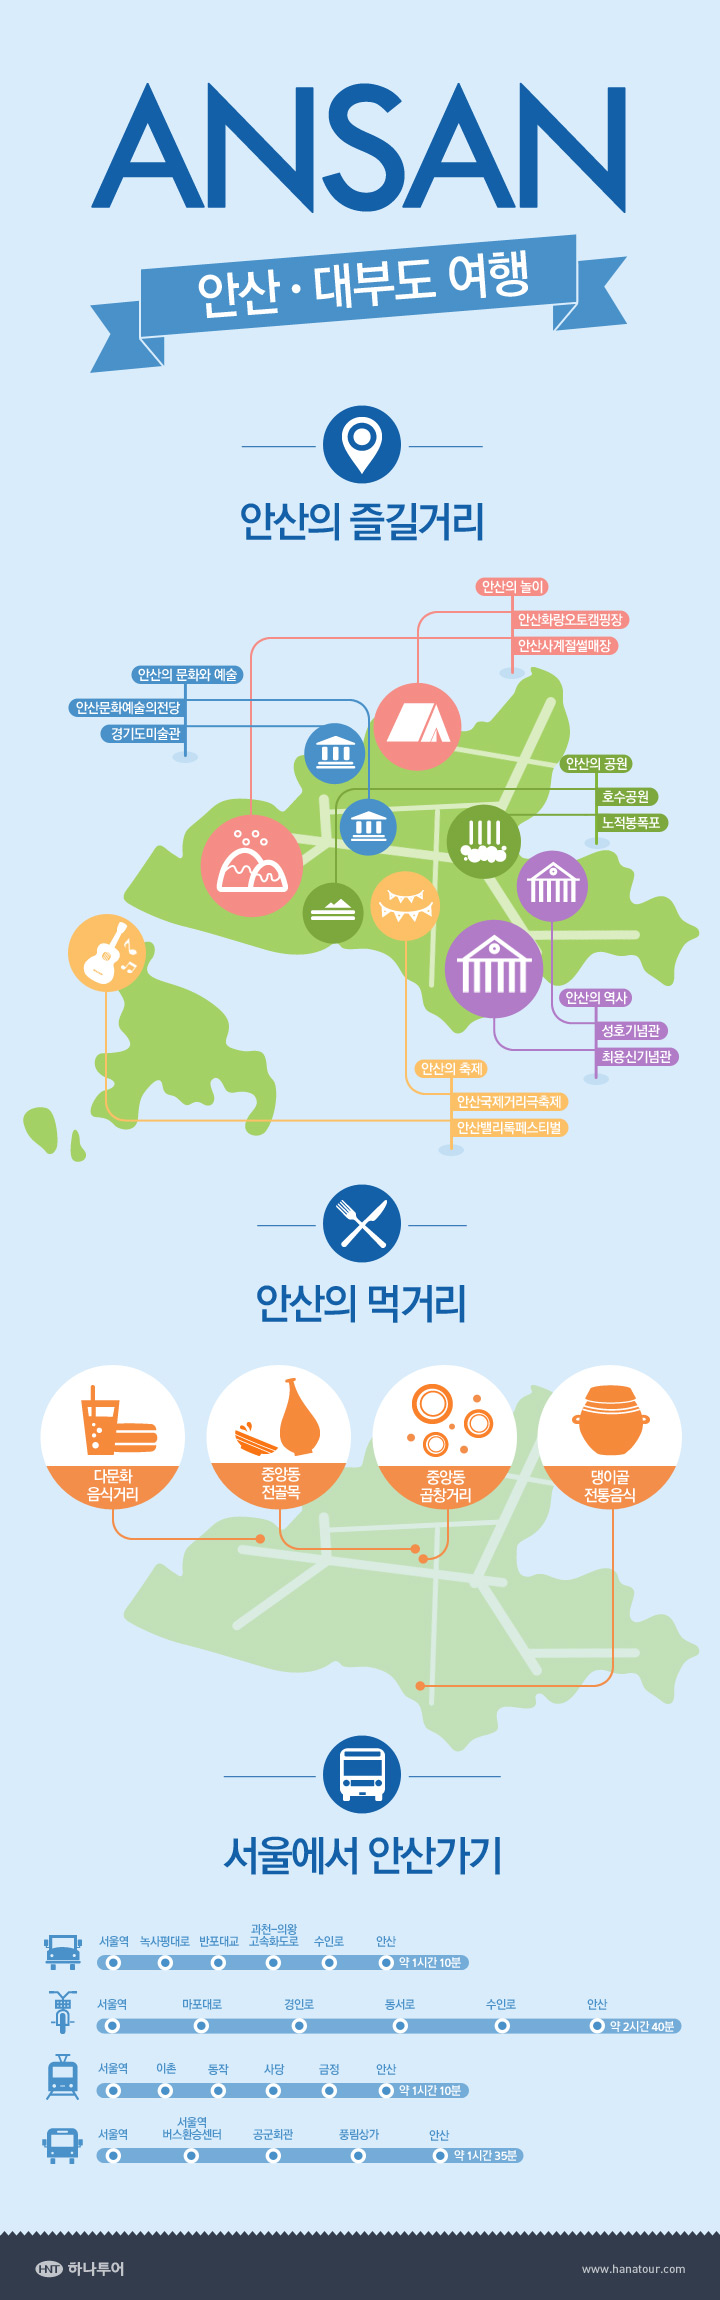 ANSAN
안산 · 대부도 여행
안산의 즐길거리
안산의 놀이
안산화랑오토캠핑장
안산사계절썰매장
안산의 문화와 예술
안산문화예술의전당
경기도미술관
안산의 공원
호수공원
노적봉폭포
안산의 역사
성호기념관
최용신기념관
안산의 축제
안산국제거리극축제
안산밸리록페스티벌
안산의 먹거리
다문화
음식거리
중앙동
전골목
중앙동
곱창거리
댕이골
전통음식
서울에서 안산가기
서울역 녹사평대로 반포대교 과천-의왕
고속화도로 수인로 안산
약 1시간 10분
서울역 마포대로 경인로 동서로 수인로 안산
약 2시간 40분
서울역 이촌 동작 사당 금정 안산
약 1시간 10분
서울역 서울역
버스환승센터 공군회관 풍림상가 안산
약 1시간 35분
HNT 하나투어
www.hanatour.com